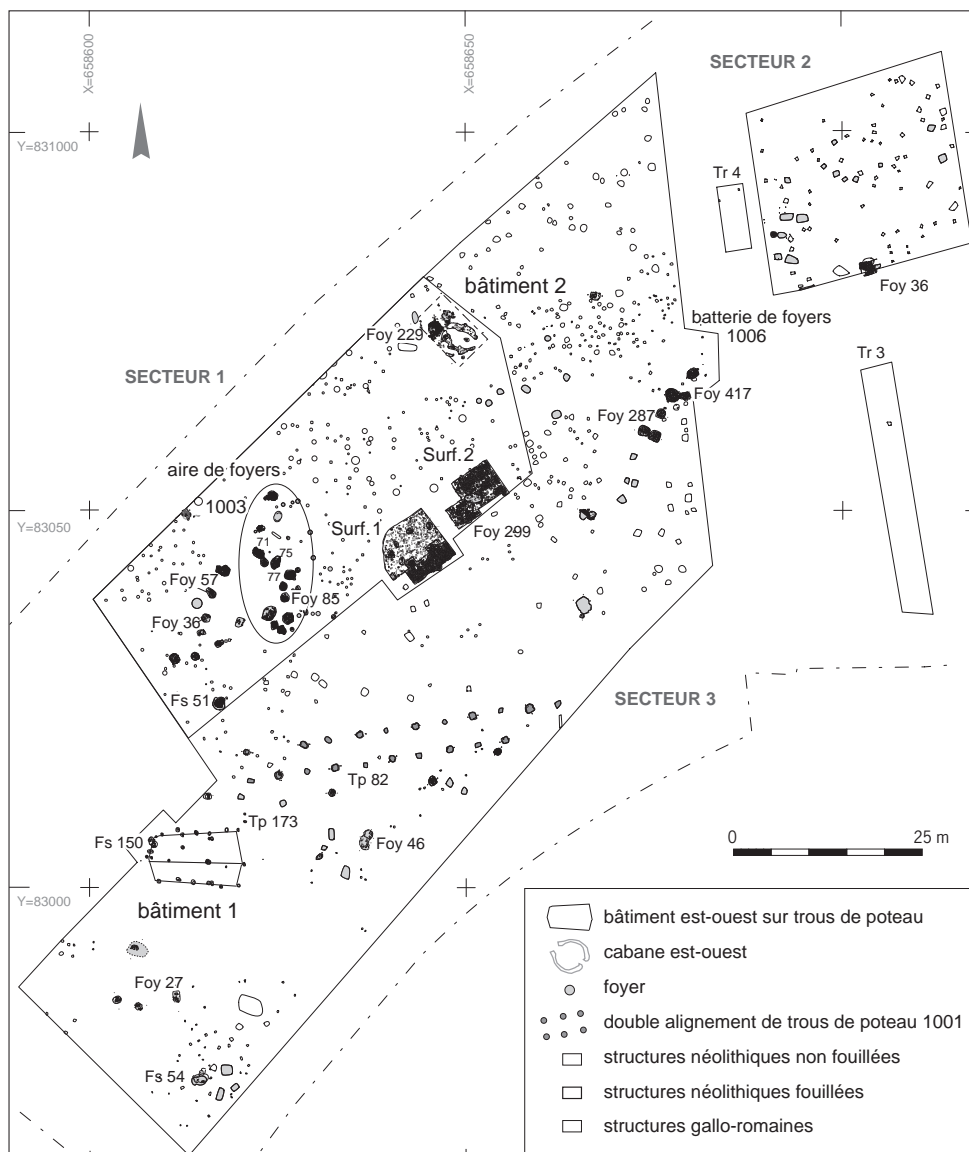 X=658600
X=658650
SECTEUR 2
Y=831000
Tr 4
bâtiment 2
Foy 36
Foy 229
batterie de foyers
1006
Tr 3
SECTEUR 1
Foy 417
Foy 287
Surf.2
aire de foyers
1003
Y=83050
Surf.1
Foy 299
71
75
77
Foy 57
Foy 85
Foy 36
Fs 51
SECTEUR 3
Tp 82
Tp 173
Fs 150
Foy 46
0 25 m
Y=83000
bâtiment 1
Foy 27
Fs 54
bâtiment est-ouest sur trous de poteau
cabane est-ouest
foyer
double alignement de trous de poteau 1001
structures néolithiques non fouillées
structures néolithiques fouillées
structures gallo-romaines